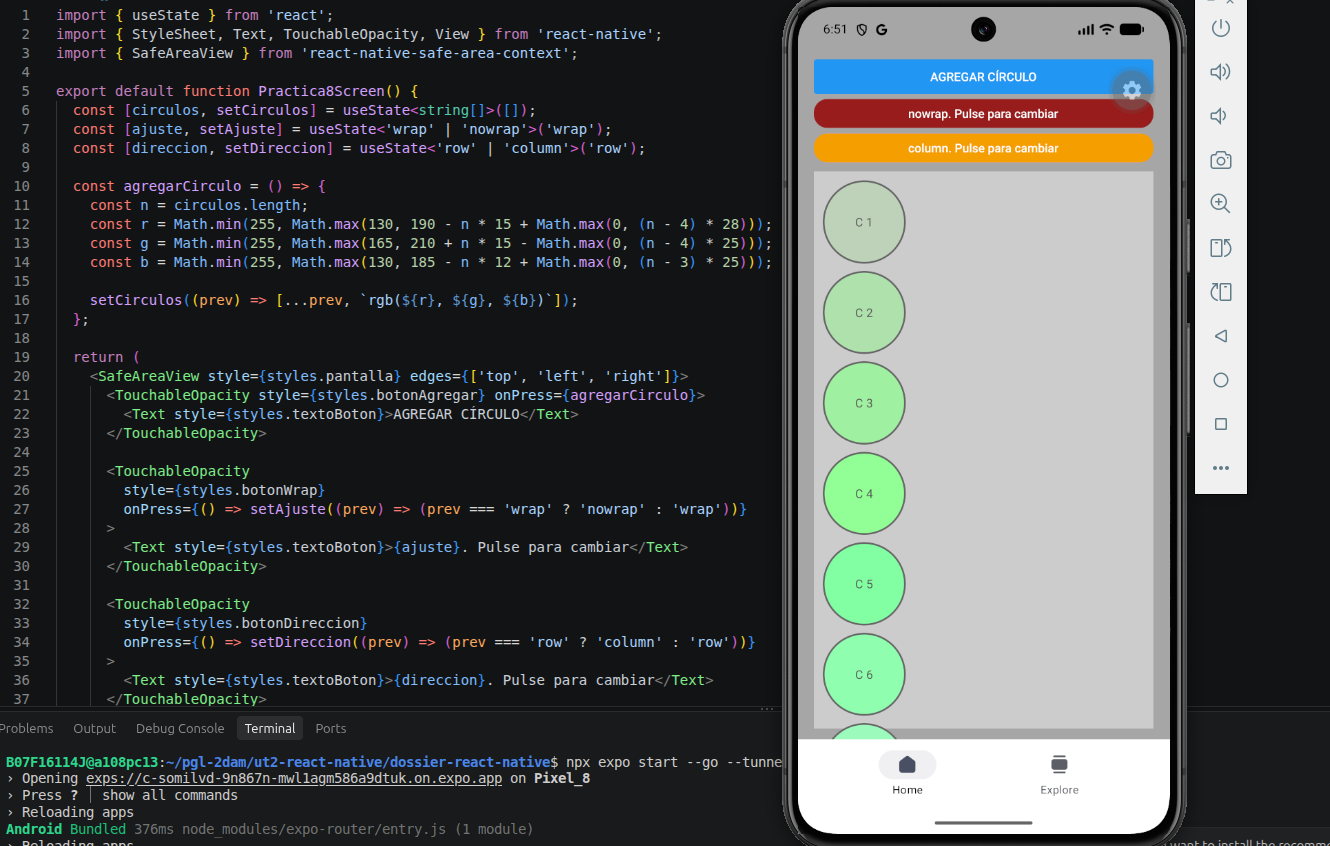 1 import { useState } from 'react';
2 import { StyleSheet, Text, TouchableOpacity, View } from 'react-native';
3 import { SafeAreaView } from 'react-native-safe-area-context';
4
5 export default function Practica8Screen() {
6 const [circulos, setCirculos] = useState<string[]>([]);
7 const [ajuste, setAjuste] = useState<'wrap' | 'nowrap'>('wrap');
8 const [direccion, setDireccion] = useState<'row' | 'column'>('row');
9
10 const agregarCirculo = () => {
11 const n = circulos.length;
12 const r = Math.min(255, Math.max(130, 190 - n * 15 + Math.max(0, (n - 4) * 28)));
13 const g = Math.min(255, Math.max(165, 210 + n * 15 - Math.max(0, (n - 4) * 25)));
14 const b = Math.min(255, Math.max(130, 185 - n * 12 + Math.max(0, (n - 3) * 25)));
15
16 setCirculos((prev) => [...prev, `rgb(${r}, ${g}, ${b})`]);
17 };
18
19 return (
20 <SafeAreaView style={styles.pantalla} edges={['top', 'left', 'right']}>
21 <TouchableOpacity style={styles.botonAgregar} onPress={agregarCirculo}>
22 <Text style={styles.textoBoton}>AGREGAR CÍRCULO</Text>
23 </TouchableOpacity>
24
25 <TouchableOpacity
26 style={styles.botonWrap}
27 onPress={() => setAjuste((prev) => (prev === 'wrap' ? 'nowrap' : 'wrap'))}
28 >
29 <Text style={styles.textoBoton}>{ajuste}. Pulse para cambiar</Text>
30 </TouchableOpacity>
31
32 <TouchableOpacity
33 style={styles.botonDireccion}
34 onPress={() => setDireccion((prev) => (prev === 'row' ? 'column' : 'row'))}
35 >
36 <Text style={styles.textoBoton}>{direccion}. Pulse para cambiar</Text>
37 </TouchableOpacity>
Problems Output Debug Console Terminal Ports
B07F16114J@a108pc13:~/pgl-2dam/ut2-react-native/dossier-react-native$ npx expo start --go --tunne
› Opening exps://c-somilvd-9n867n-mwl1agm586a9dtuk.on.expo.app on Pixel_8
› Press ? │ show all commands
› Reloading apps
Android Bundled 376ms node_modules/expo-router/entry.js (1 module)
› Reloading apps
6:51 G
AGREGAR CÍRCULO
nowrap. Pulse para cambiar
column. Pulse para cambiar
C 1
C 2
C 3
C 4
C 5
C 6
Home Explore
want to install the recomme